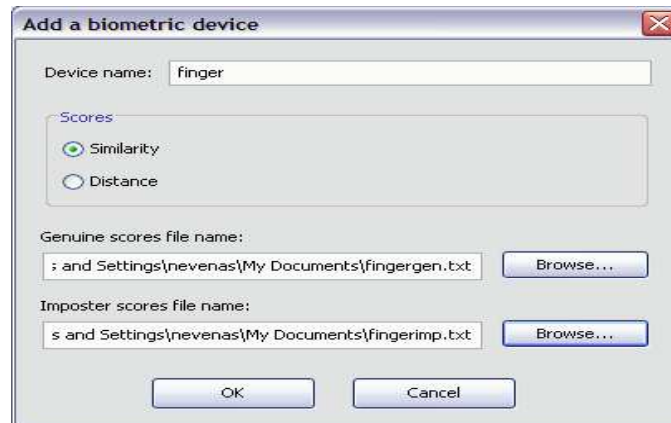 Add a biometric device
Device name: finger
Scores
Similarity
Distance
Genuine scores file name:
s and Settings\nevenas\My Documents\fingergen.txt Browse...
Imposter scores file name:
s and Settings\nevenas\My Documents\fingerimp.txt Browse...
OK Cancel